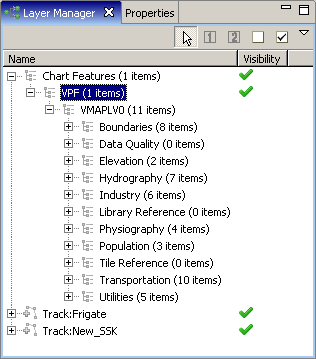 Layer Manager Properties
1 2
Name Visibility
Chart Features (1 items)
VPF (1 items)
VMAPLV0 (11 items)
Boundaries (8 items)
Data Quality (0 items)
Elevation (2 items)
Hydrography (7 items)
Industry (6 items)
Library Reference (0 items)
Physiography (4 items)
Population (3 items)
Tile Reference (0 items)
Transportation (10 items)
Utilities (5 items)
Track:Frigate
Track:New_SSK